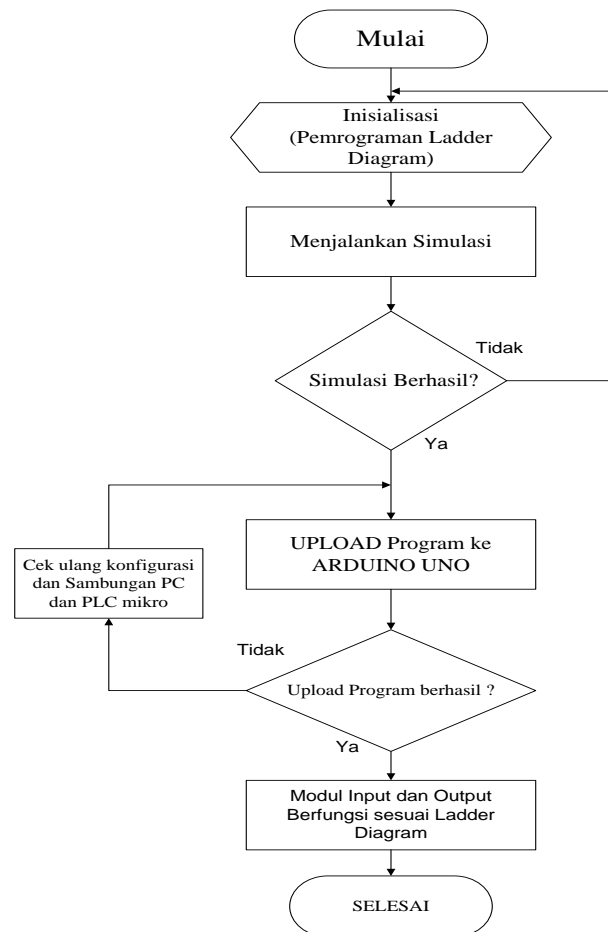 Mulai
Inisialisasi
(Pemrograman Ladder
Diagram)
Menjalankan Simulasi
Tidak
Simulasi Berhasil?
Ya
UPLOAD Program ke
ARDUINO UNO
Cek ulang konfigurasi
dan Sambungan PC
dan PLC mikro
Tidak
Upload Program berhasil ?
Ya
Modul Input dan Output
Berfungsi sesuai Ladder
Diagram
SELESAI